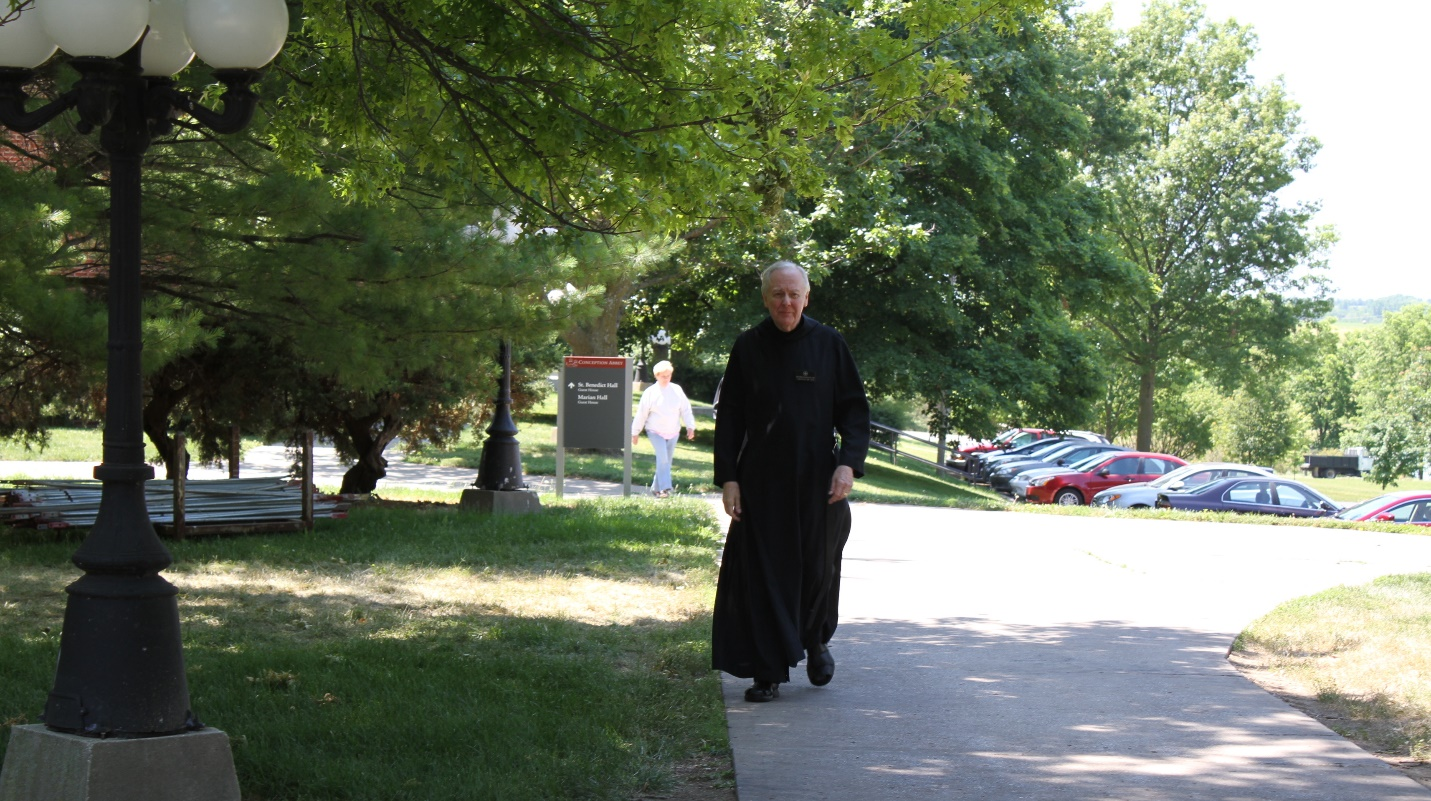 CONCEPTION ABBEY
St. Benedict Hall
Guest House
Marian Hall
Guest House